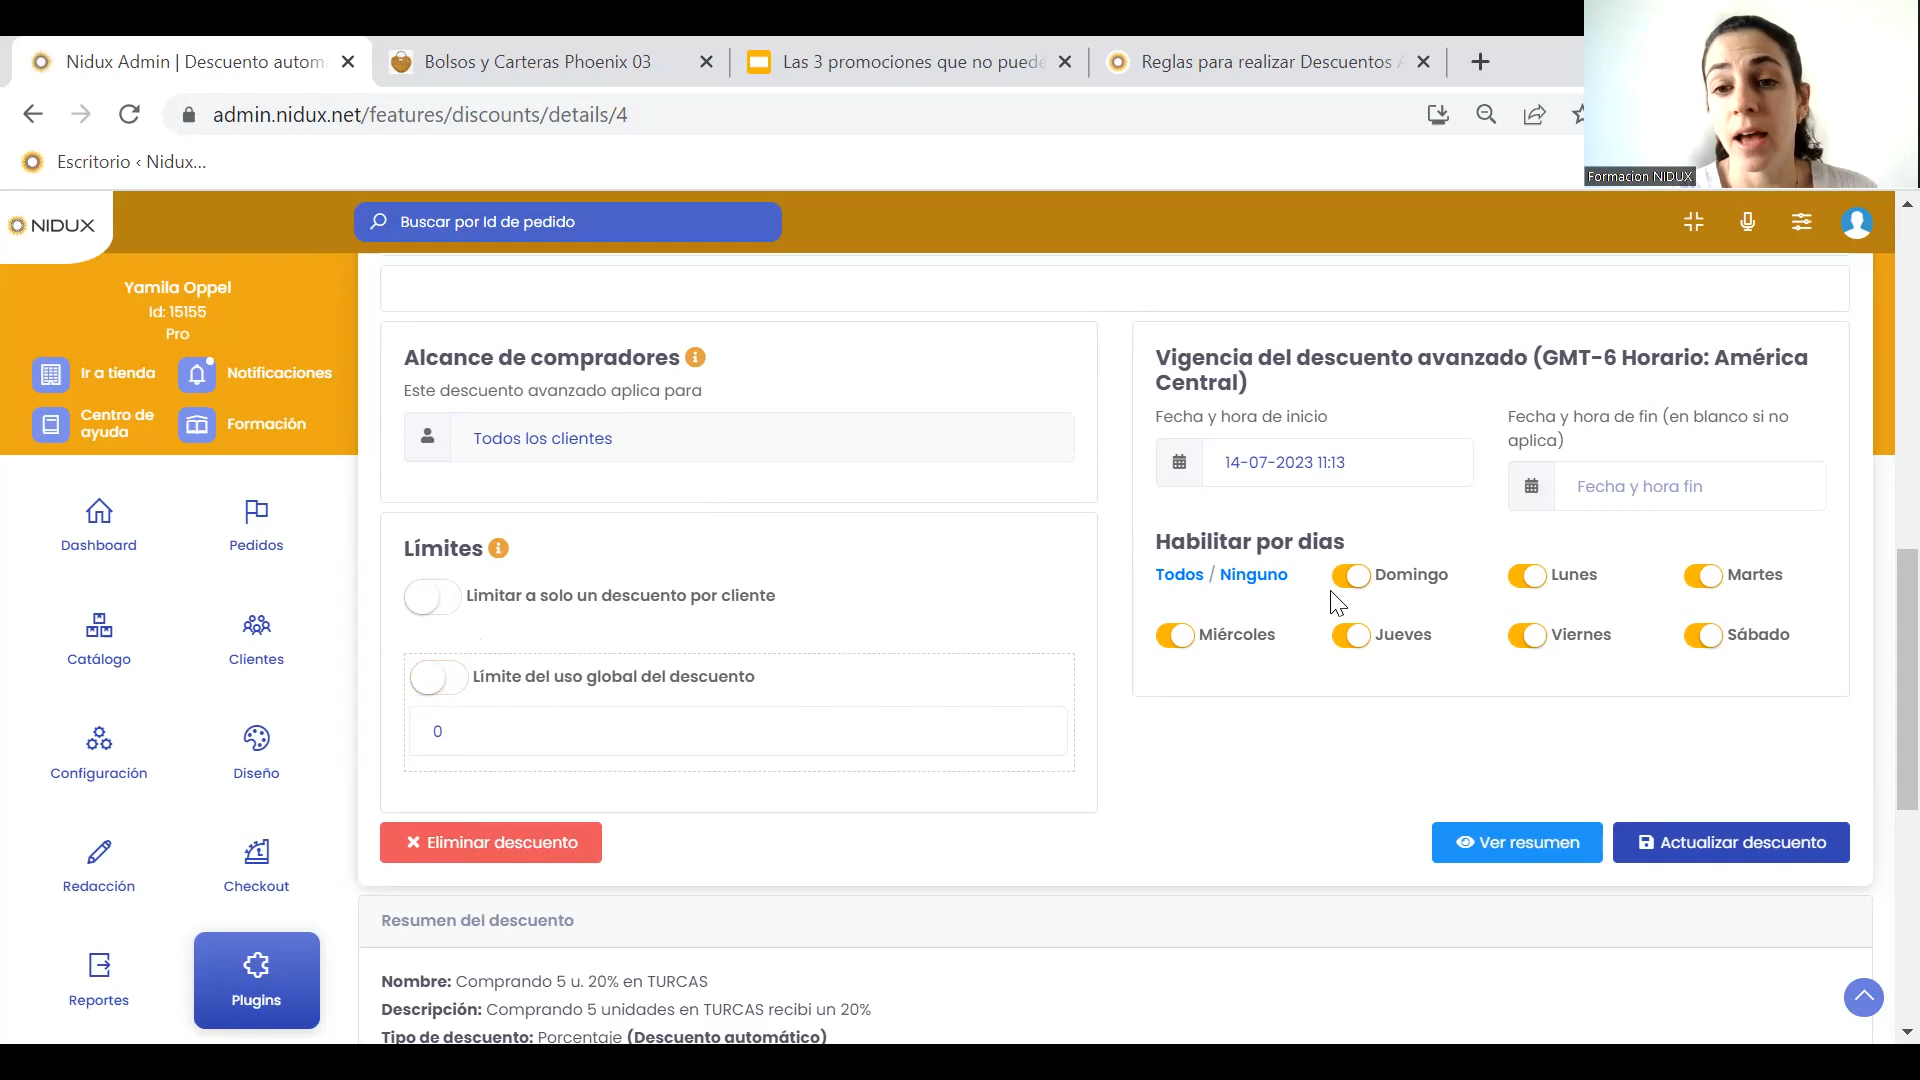 Nidux Admin | Descuento autom
Bolsos y Carteras Phoenix 03
Las 3 promociones que no puede
Reglas para realizar Descuentos A
admin.nidux.net/features/discounts/details/4
Escritorio ‹ Nidux...
Formacion NIDUX
NIDUX
Buscar por Id de pedido
Yamila Oppel
Id: 15155
Pro
Ir a tienda
Notificaciones
Centro de
ayuda
Formación
Dashboard
Pedidos
Catálogo
Clientes
Configuración
Diseño
Redacción
Checkout
Reportes
Plugins
Alcance de compradores
Este descuento avanzado aplica para
Todos los clientes
Límites
Limitar a solo un descuento por cliente
Límite del uso global del descuento
0
Vigencia del descuento avanzado (GMT-6 Horario: América
Central)
Fecha y hora de inicio
14-07-2023 11:13
Fecha y hora de fin (en blanco si no
aplica)
Fecha y hora fin
Habilitar por dias
Todos / Ninguno
Domingo
Lunes
Martes
Miércoles
Jueves
Viernes
Sábado
Eliminar descuento
Ver resumen
Actualizar descuento
Resumen del descuento
Nombre: Comprando 5 u. 20% en TURCAS
Descripción: Comprando 5 unidades en TURCAS recibi un 20%
Tipo de descuento: Porcentaje (Descuento automático)